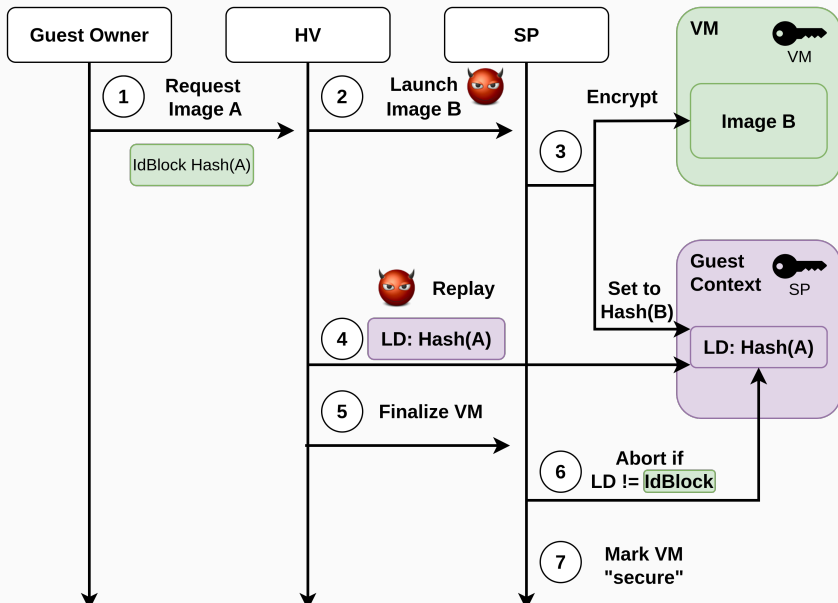 Guest Owner
HV
SP
VM
VM
1
Request
Image A
2
Launch
Image B
Encrypt
Image B
IdBlock Hash(A)
3
Guest
Context
SP
Replay
Set to
Hash(B)
4
LD: Hash(A)
LD: Hash(A)
5
Finalize VM
6
Abort if
LD != IdBlock
7
Mark VM
"secure"